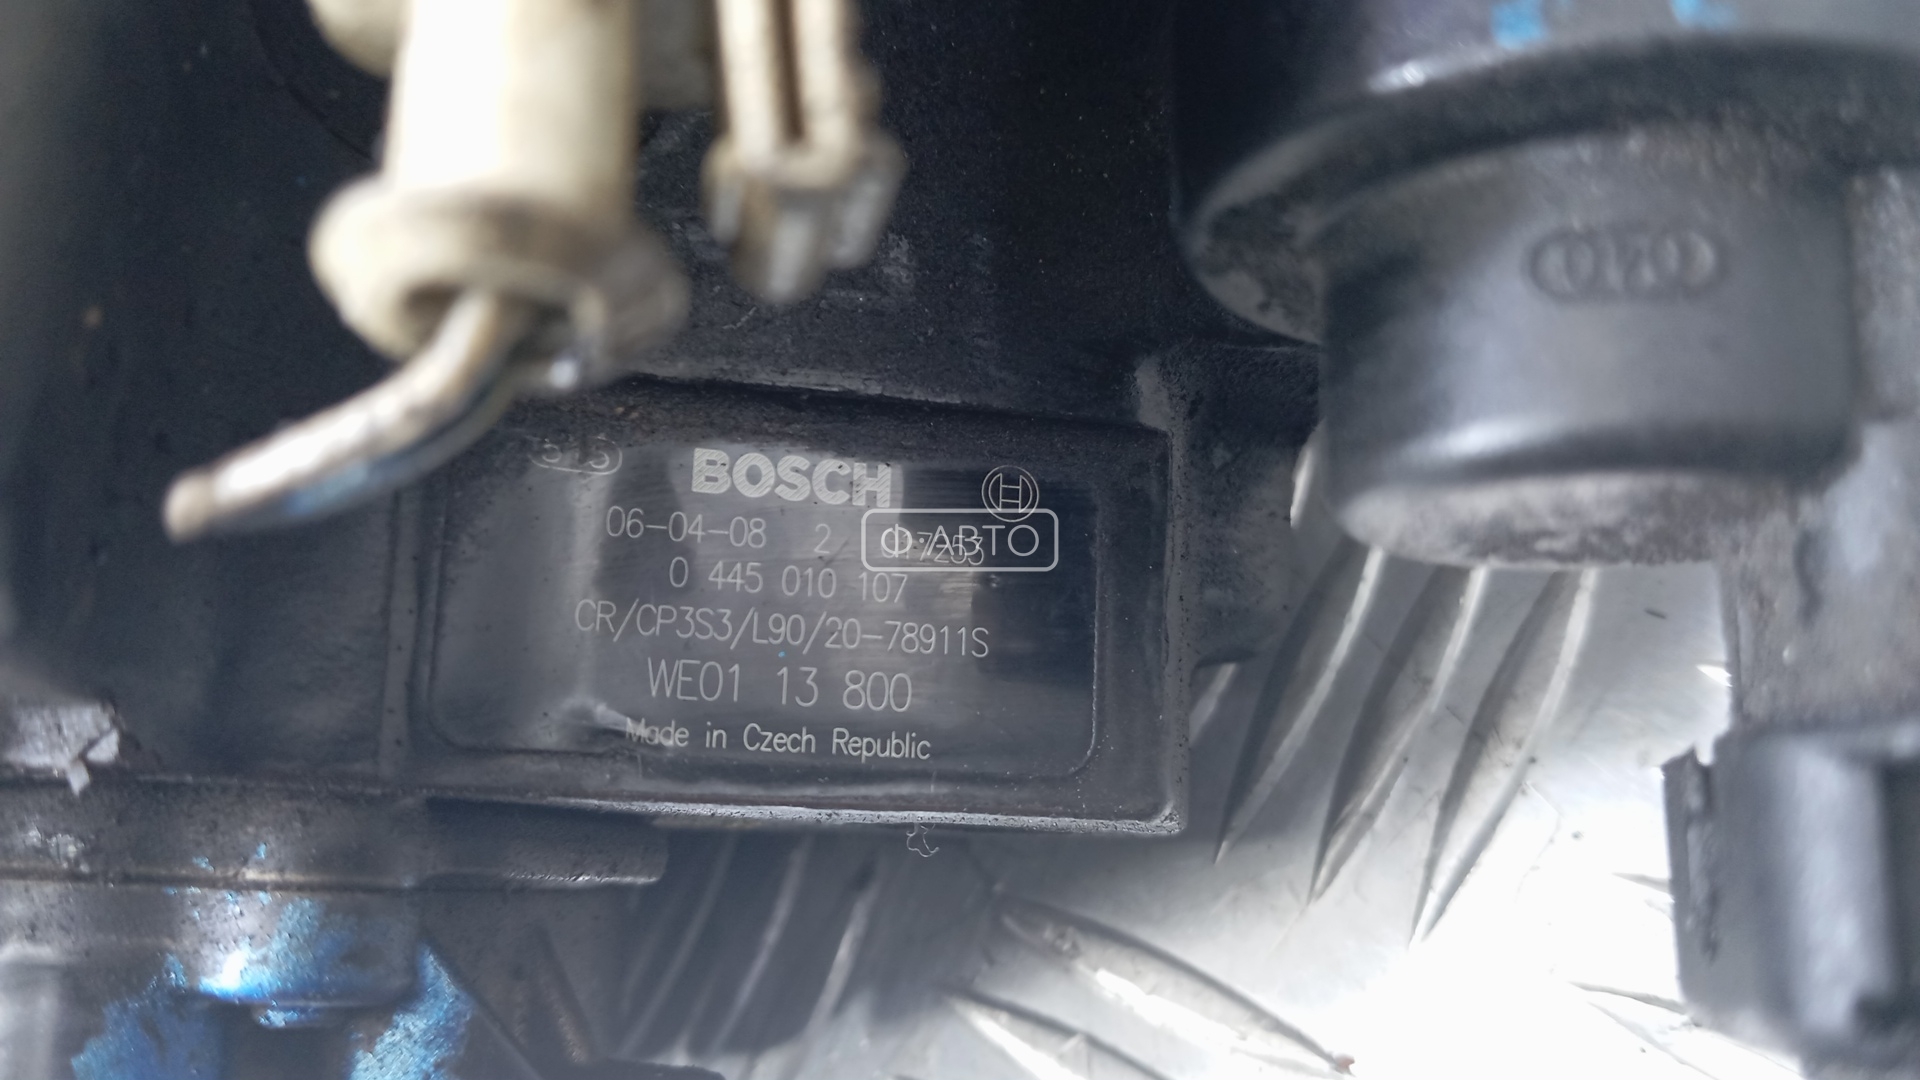 BOSCH
06-04-08 2
Ф-АВТО
0 445 010 107
CR/CP3S3/L90/20-78911S
WE01 13 800
Made in Czech Republic
040